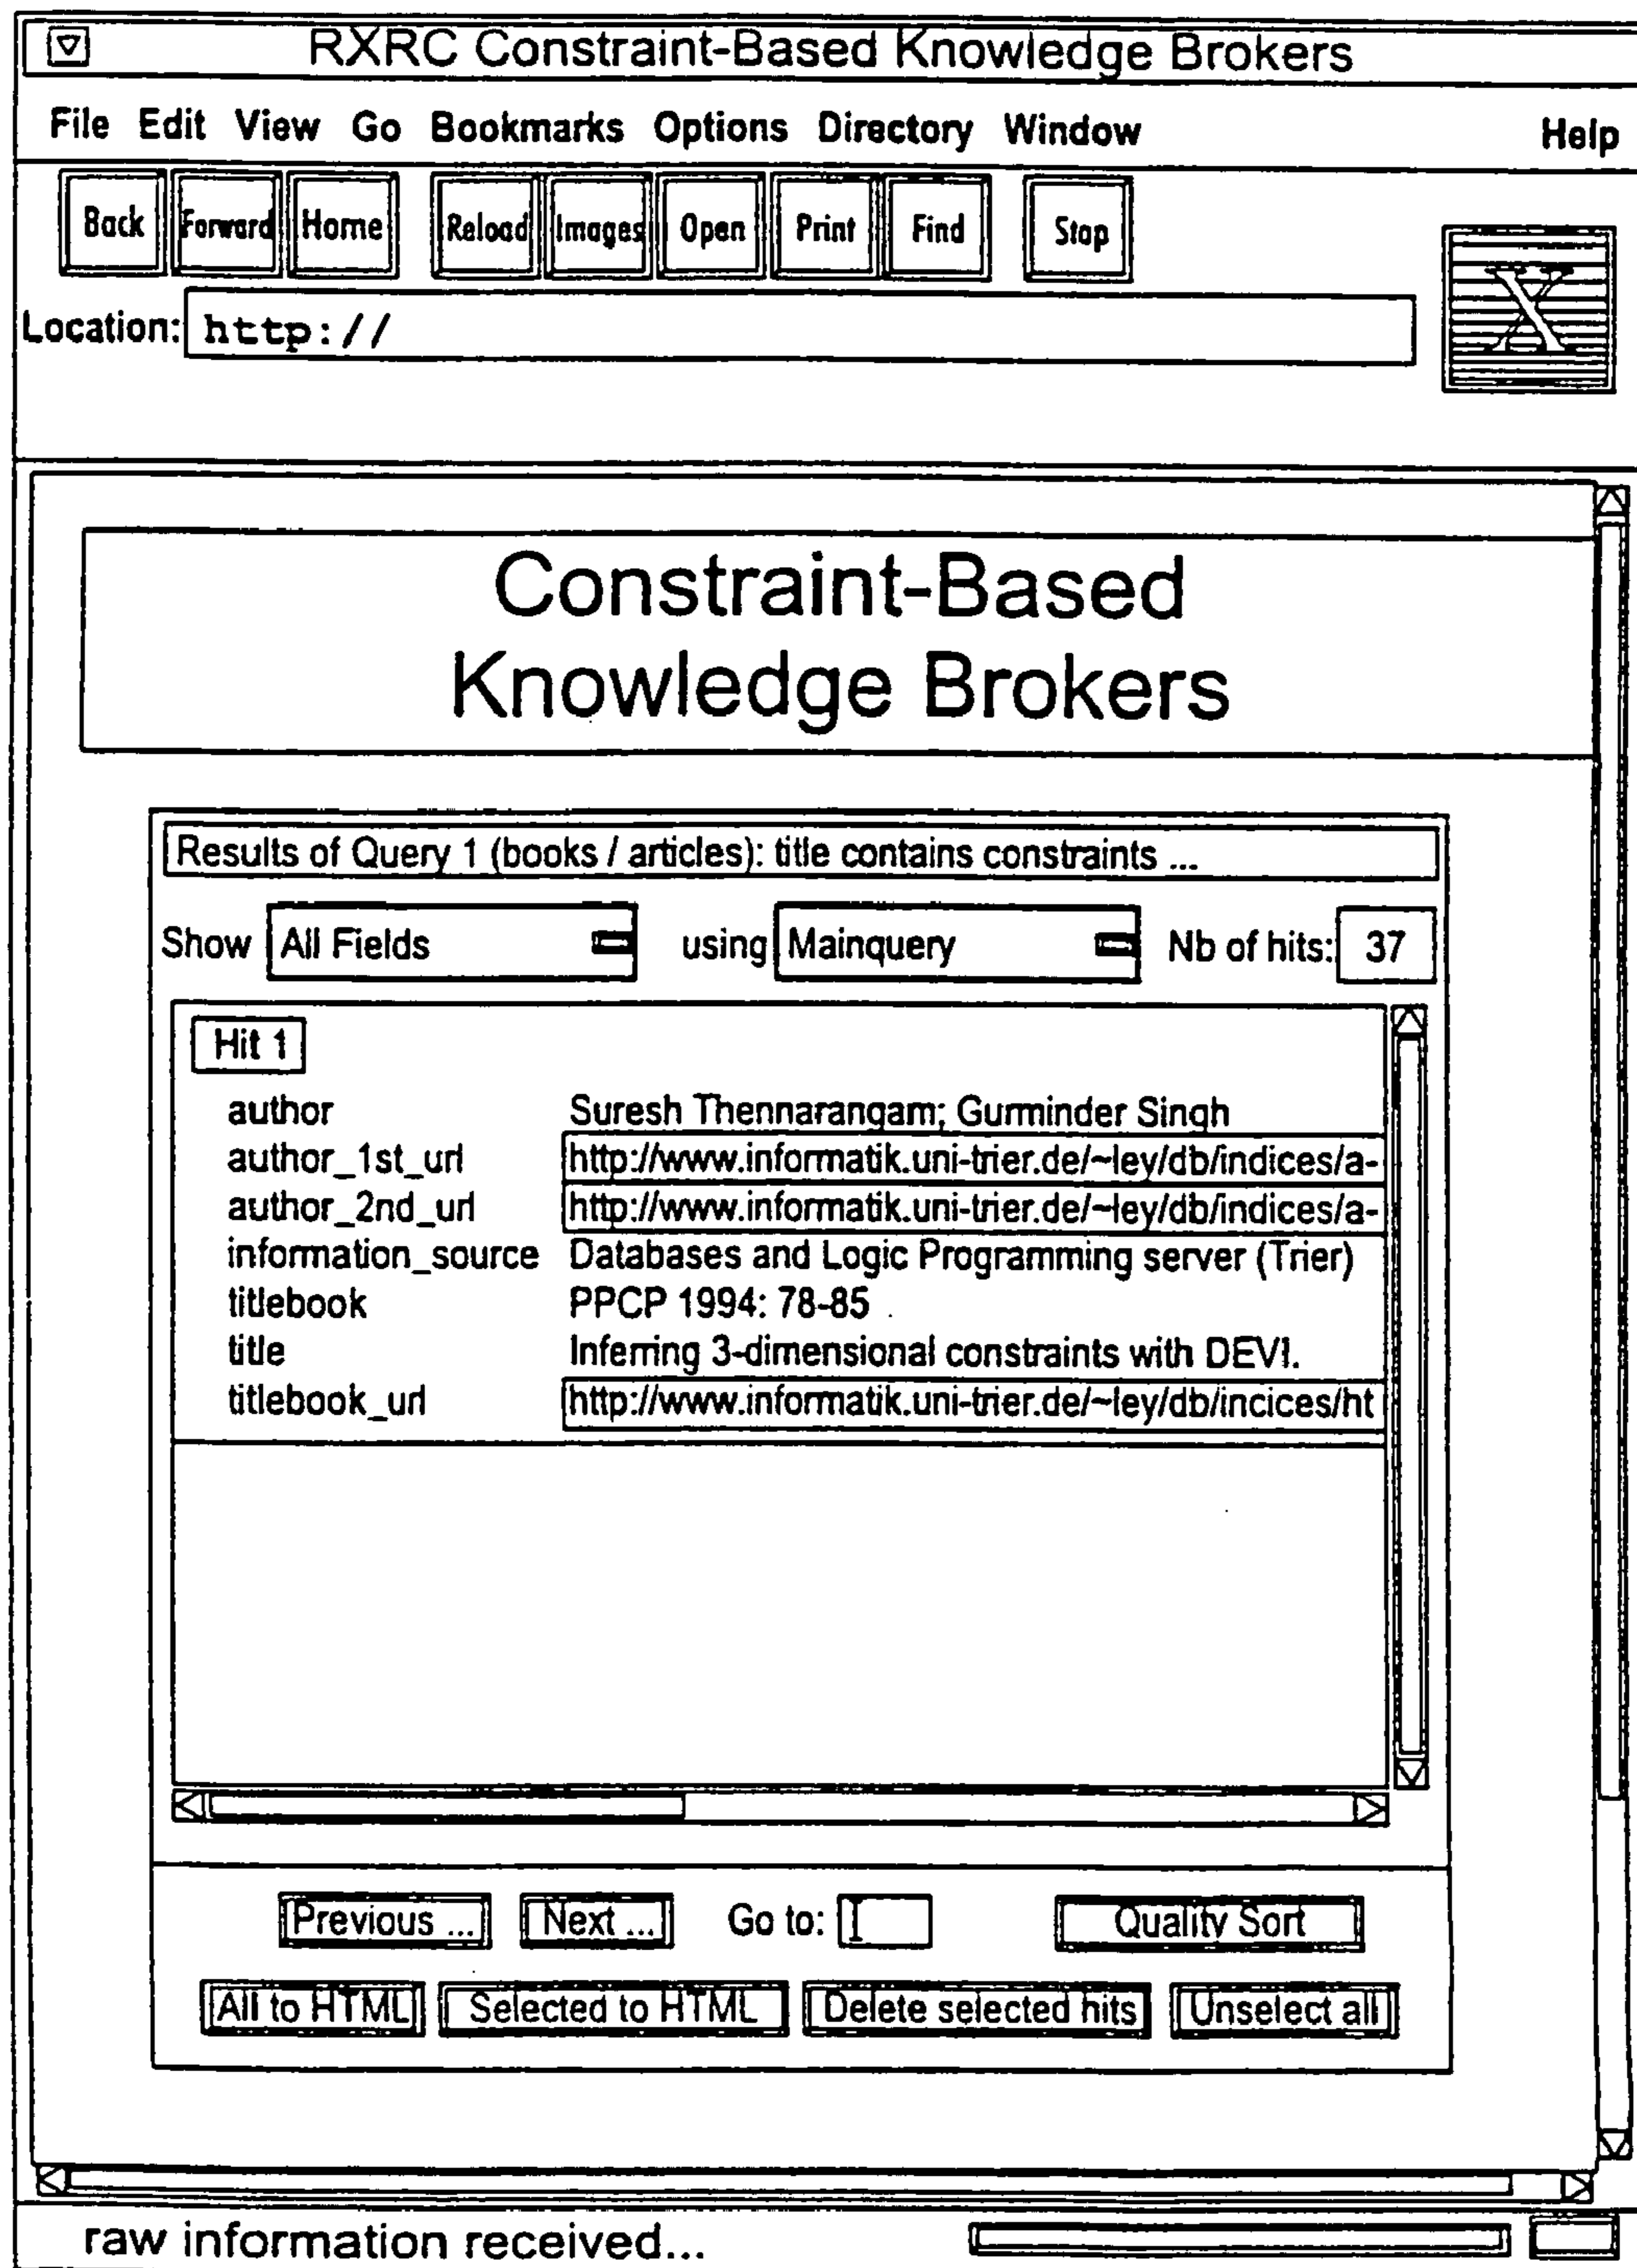 RXRC Constraint-Based Knowledge Brokers
File Edit View Go Bookmarks Options Directory Window Help
Back Forward Home Reload Images Open Print Find Stop
Location: http://
X
Constraint-Based
Knowledge Brokers
Results of Query 1 (books / articles): title contains constraints ...
Show All Fields using Mainquery Nb of hits: 37
Hit 1
author Suresh Thennarangam; Gurminder Singh
author_1st_url http://www.informatik.uni-trier.de/~ley/db/indices/a-
author_2nd_url http://www.informatik.uni-trier.de/~ley/db/indices/a-
information_source Databases and Logic Programming server (Trier)
titlebook PPCP 1994: 78-85
title Inferring 3-dimensional constraints with DEVI.
titlebook_url http://www.informatik.uni-trier.de/~ley/db/incices/ht
Previous ... Next ... Go to: Quality Sort
All to HTML Selected to HTML Delete selected hits Unselect all
raw information received...